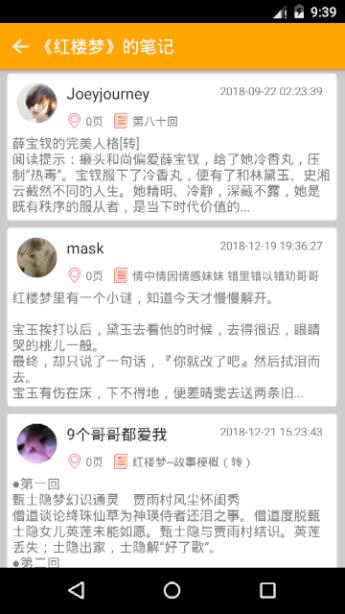 9:39
《红楼梦》的笔记
Joeyjourney
2018-09-22 02:23:39
0页 第八十回
薛宝钗的完美人格[转]
阅读提示：癞头和尚偏爱薛宝钗，给了她冷香丸，压
制“热毒”。宝钗服下了冷香丸，便有了和林黛玉、史湘
云截然不同的人生。她精明、冷静，深藏不露，她是
既有秩序的服从者，是当下时代价值的...
mask
2018-12-19 19:36:27
0页 情中情因情感妹妹 错里错以错劝哥哥
红楼梦里有一个小谜，知道今天才慢慢解开。
宝玉挨打以后，黛玉去看他的时候，去得很迟，眼睛
哭的桃儿一般。
最终，却只说了一句话，『你就改了吧』然后拭泪而
去。
宝玉有伤在床，下不得地，便差晴雯去送两条旧...
9个哥哥都爱我
2018-12-21 15:23:43
0页 红楼梦--故事梗概（转）
●第一回
甄士隐梦幻识通灵 贾雨村风尘怀闺秀
僧道谈论绛珠仙草为神瑛侍者还泪之事。僧道度脱甄
士隐女儿英莲未能如愿。甄士隐与贾雨村结识。英莲
丢失；士隐出家，士隐解“好了歌”。
●第二回